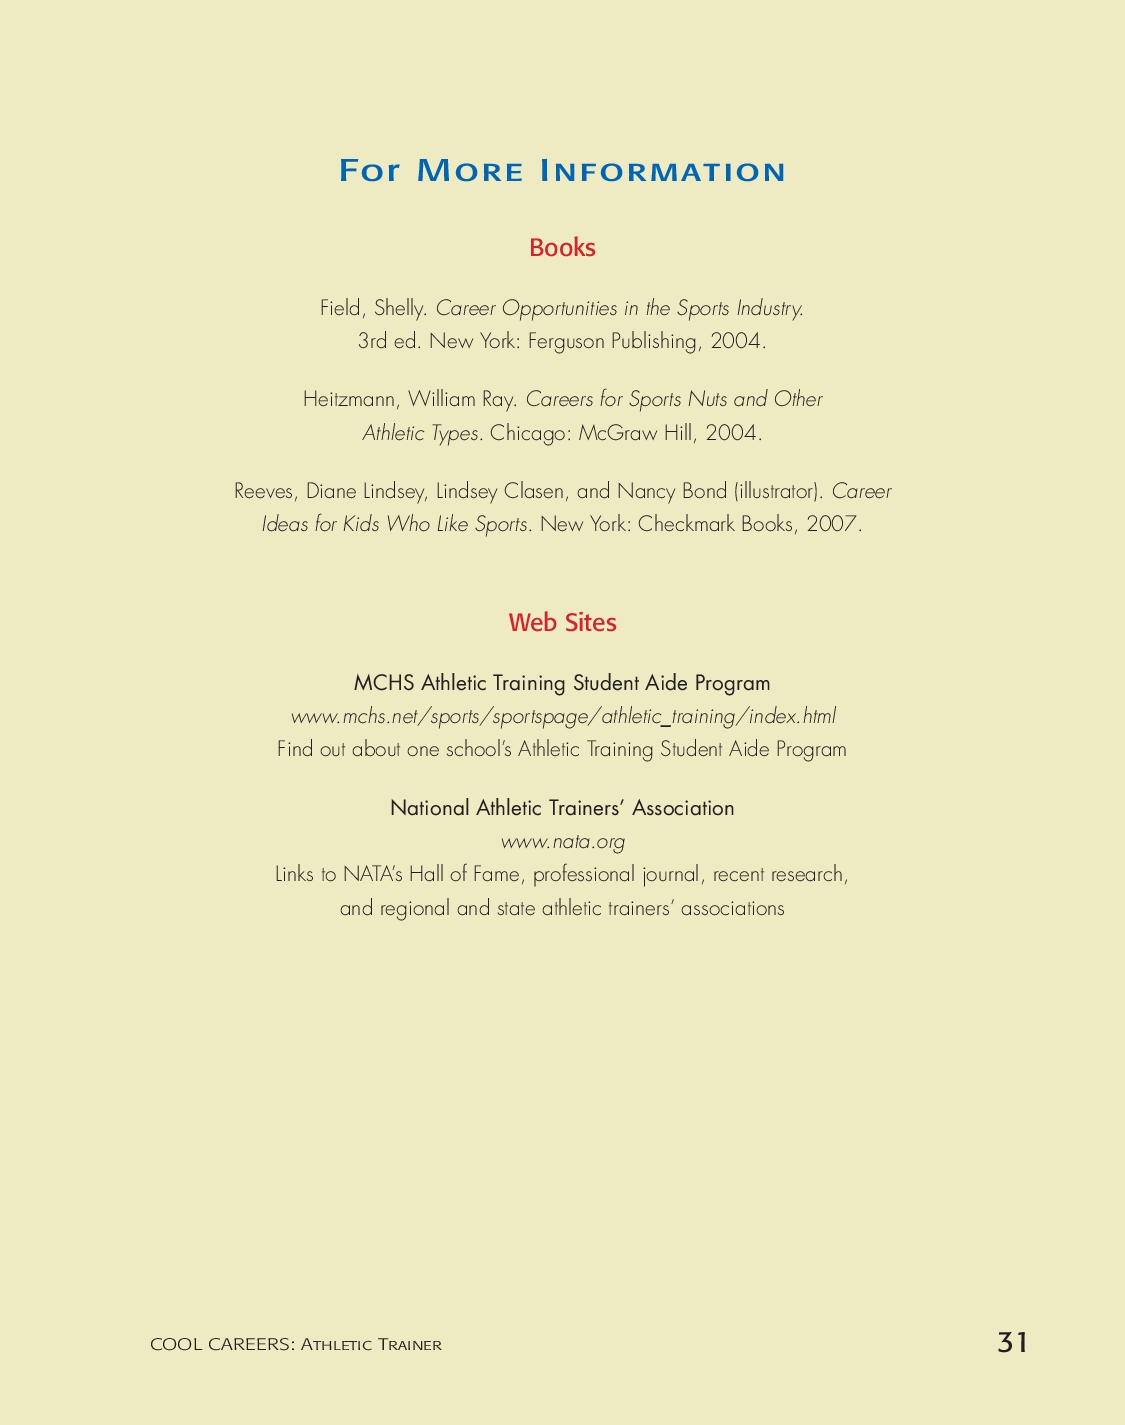 For More Information
Books
Field, Shelly. Career Opportunities in the Sports Industry.
3rd ed. New York: Ferguson Publishing, 2004.
Heitzmann, William Ray. Careers for Sports Nuts and Other
Athletic Types. Chicago: McGraw Hill, 2004.
Reeves, Diane Lindsey, Lindsey Clasen, and Nancy Bond (illustrator). Career
Ideas for Kids Who Like Sports. New York: Checkmark Books, 2007.
Web Sites
MCHS Athletic Training Student Aide Program
www.mchs.net/sports/sportspage/athletic_training/index.html
Find out about one school’s Athletic Training Student Aide Program
National Athletic Trainers’ Association
www.nata.org
Links to NATA’s Hall of Fame, professional journal, recent research,
and regional and state athletic trainers’ associations
COOL CAREERS: Athletic Trainer
31